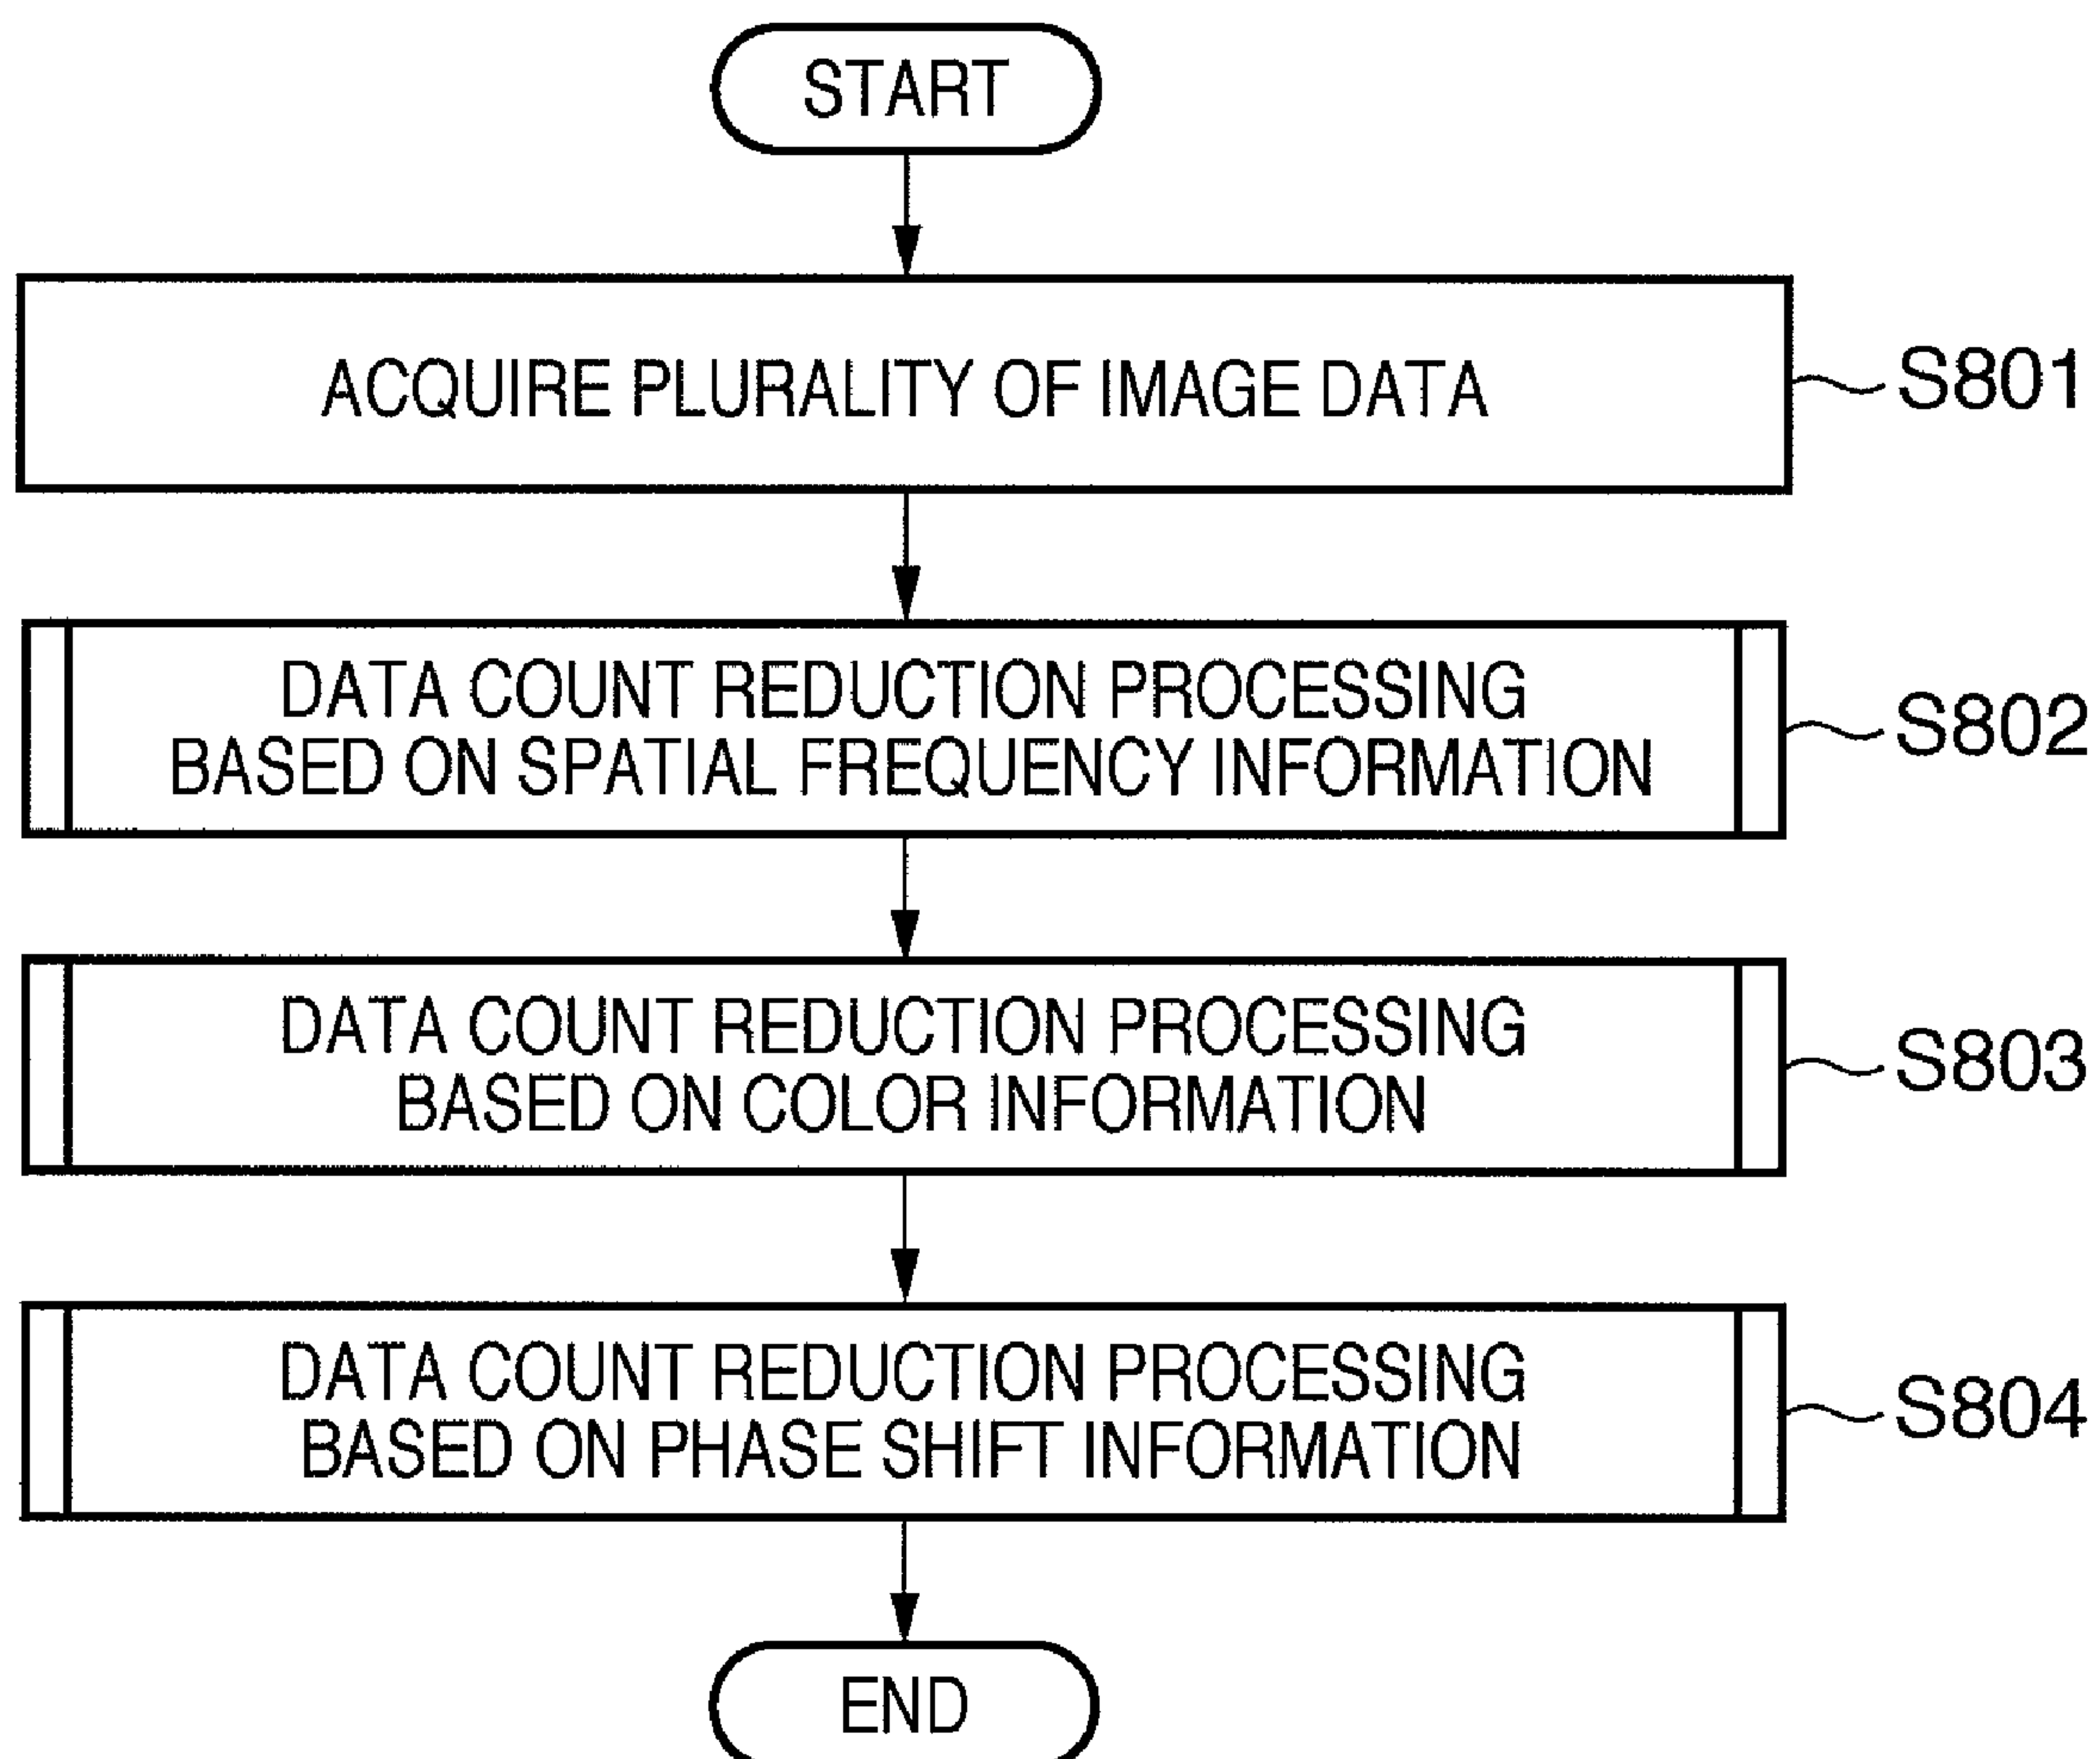 START
ACQUIRE PLURALITY OF IMAGE DATA
S801
DATA COUNT REDUCTION PROCESSING
BASED ON SPATIAL FREQUENCY INFORMATION
S802
DATA COUNT REDUCTION PROCESSING
BASED ON COLOR INFORMATION
S803
DATA COUNT REDUCTION PROCESSING
BASED ON PHASE SHIFT INFORMATION
S804
END